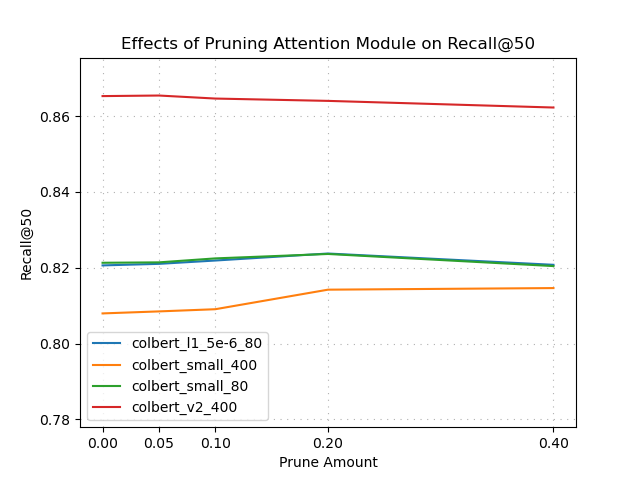 Effects of Pruning Attention Module on Recall@50
Recall@50
0.86
0.84
0.82
0.80
0.78
colbert_l1_5e-6_80
colbert_small_400
colbert_small_80
colbert_v2_400
0.00 0.05 0.10 0.20 0.40
Prune Amount